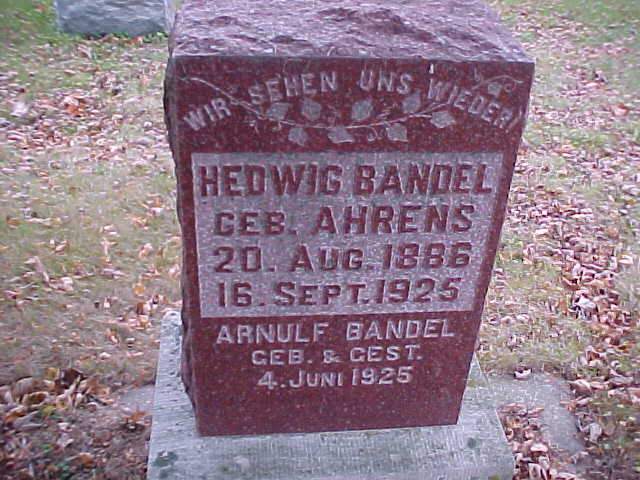 WIR SEHEN UNS WIEDER!
HEDWIG BANDEL
GEB. AHRENS
20. AUG. 1886
16. SEPT. 1925
ARNULF BANDEL
GEB. & GEST.
4. JUNI 1925